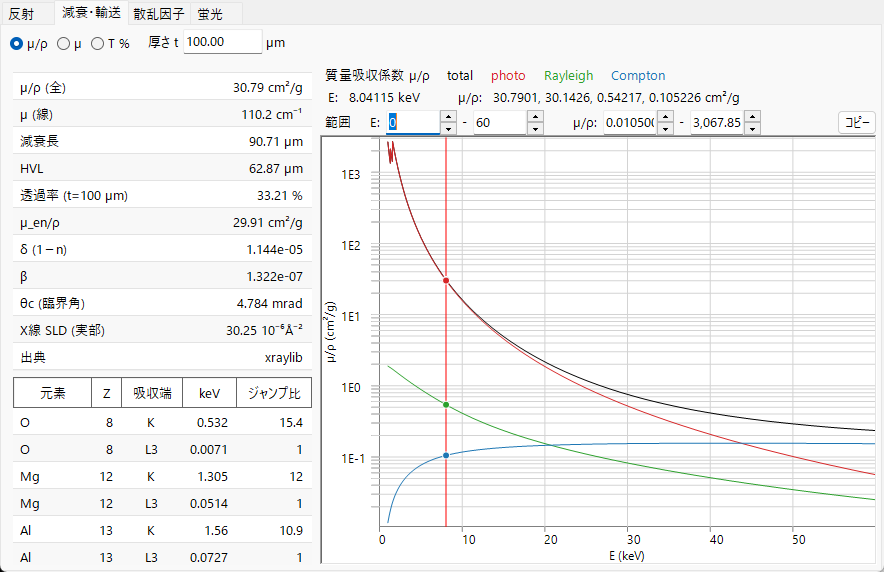 反射 減衰・輸送 散乱因子 蛍光
μ/ρ μ T % 厚さ t 100.00 μm
μ/ρ (全) 30.79 cm²/g
μ (線) 110.2 cm⁻¹
減衰長 90.71 μm
HVL 62.87 μm
透過率 (t=100 μm) 33.21 %
μ_en/ρ 29.91 cm²/g
δ (1−n) 1.144e-05
β 1.322e-07
θc (臨界角) 4.784 mrad
X線 SLD (実部) 30.25 10⁻⁶Å⁻²
出典 xraylib
元素 Z 吸収端 keV ジャンプ比
O 8 K 0.532 15.4
O 8 L3 0.0071 1
Mg 12 K 1.305 12
Mg 12 L3 0.0514 1
Al 13 K 1.56 10.9
Al 13 L3 0.0727 1
質量吸収係数 μ/ρ total photo Rayleigh Compton
E: 8.04115 keV μ/ρ: 30.7901, 30.1426, 0.54217, 0.105226 cm²/g
範囲 E: 0 - 60 μ/ρ: 0.01050 - 3,067.85 コピー
1E3
1E2
1E1
1E0
1E-1
μ/ρ (cm²/g)
0 10 20 30 40 50
E (keV)